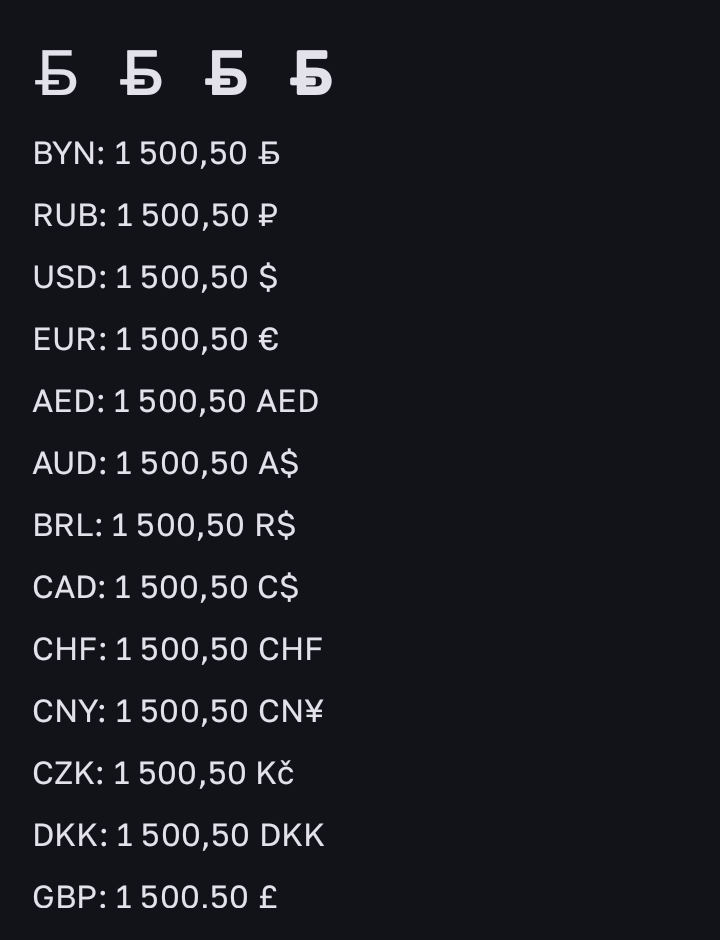 Б Б Б Б
BYN: 1 500,50 Б
RUB: 1 500,50 ₽
USD: 1 500,50 $
EUR: 1 500,50 €
AED: 1 500,50 AED
AUD: 1 500,50 A$
BRL: 1 500,50 R$
CAD: 1 500,50 C$
CHF: 1 500,50 CHF
CNY: 1 500,50 CN¥
CZK: 1 500,50 Kč
DKK: 1 500,50 DKK
GBP: 1 500.50 £